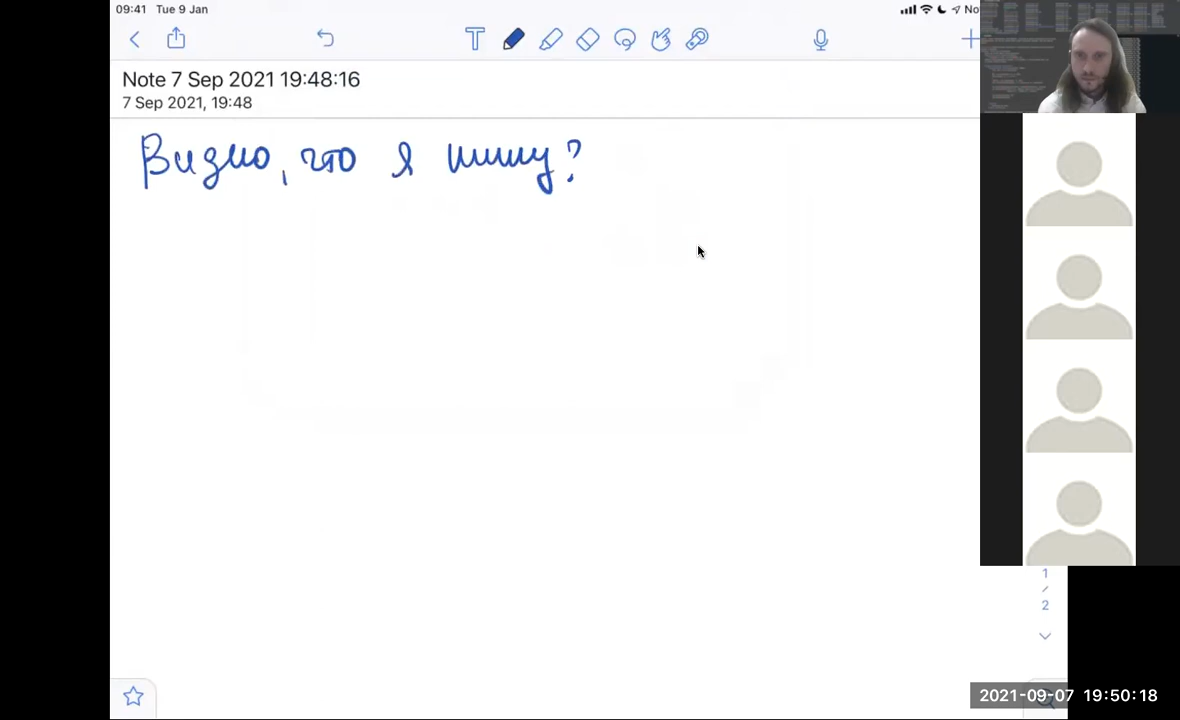 09:41 Tue 9 Jan
Note 7 Sep 2021 19:48:16
7 Sep 2021, 19:48
Видно, что я пишу?
1
/
2
2021-09-07 19:50:18